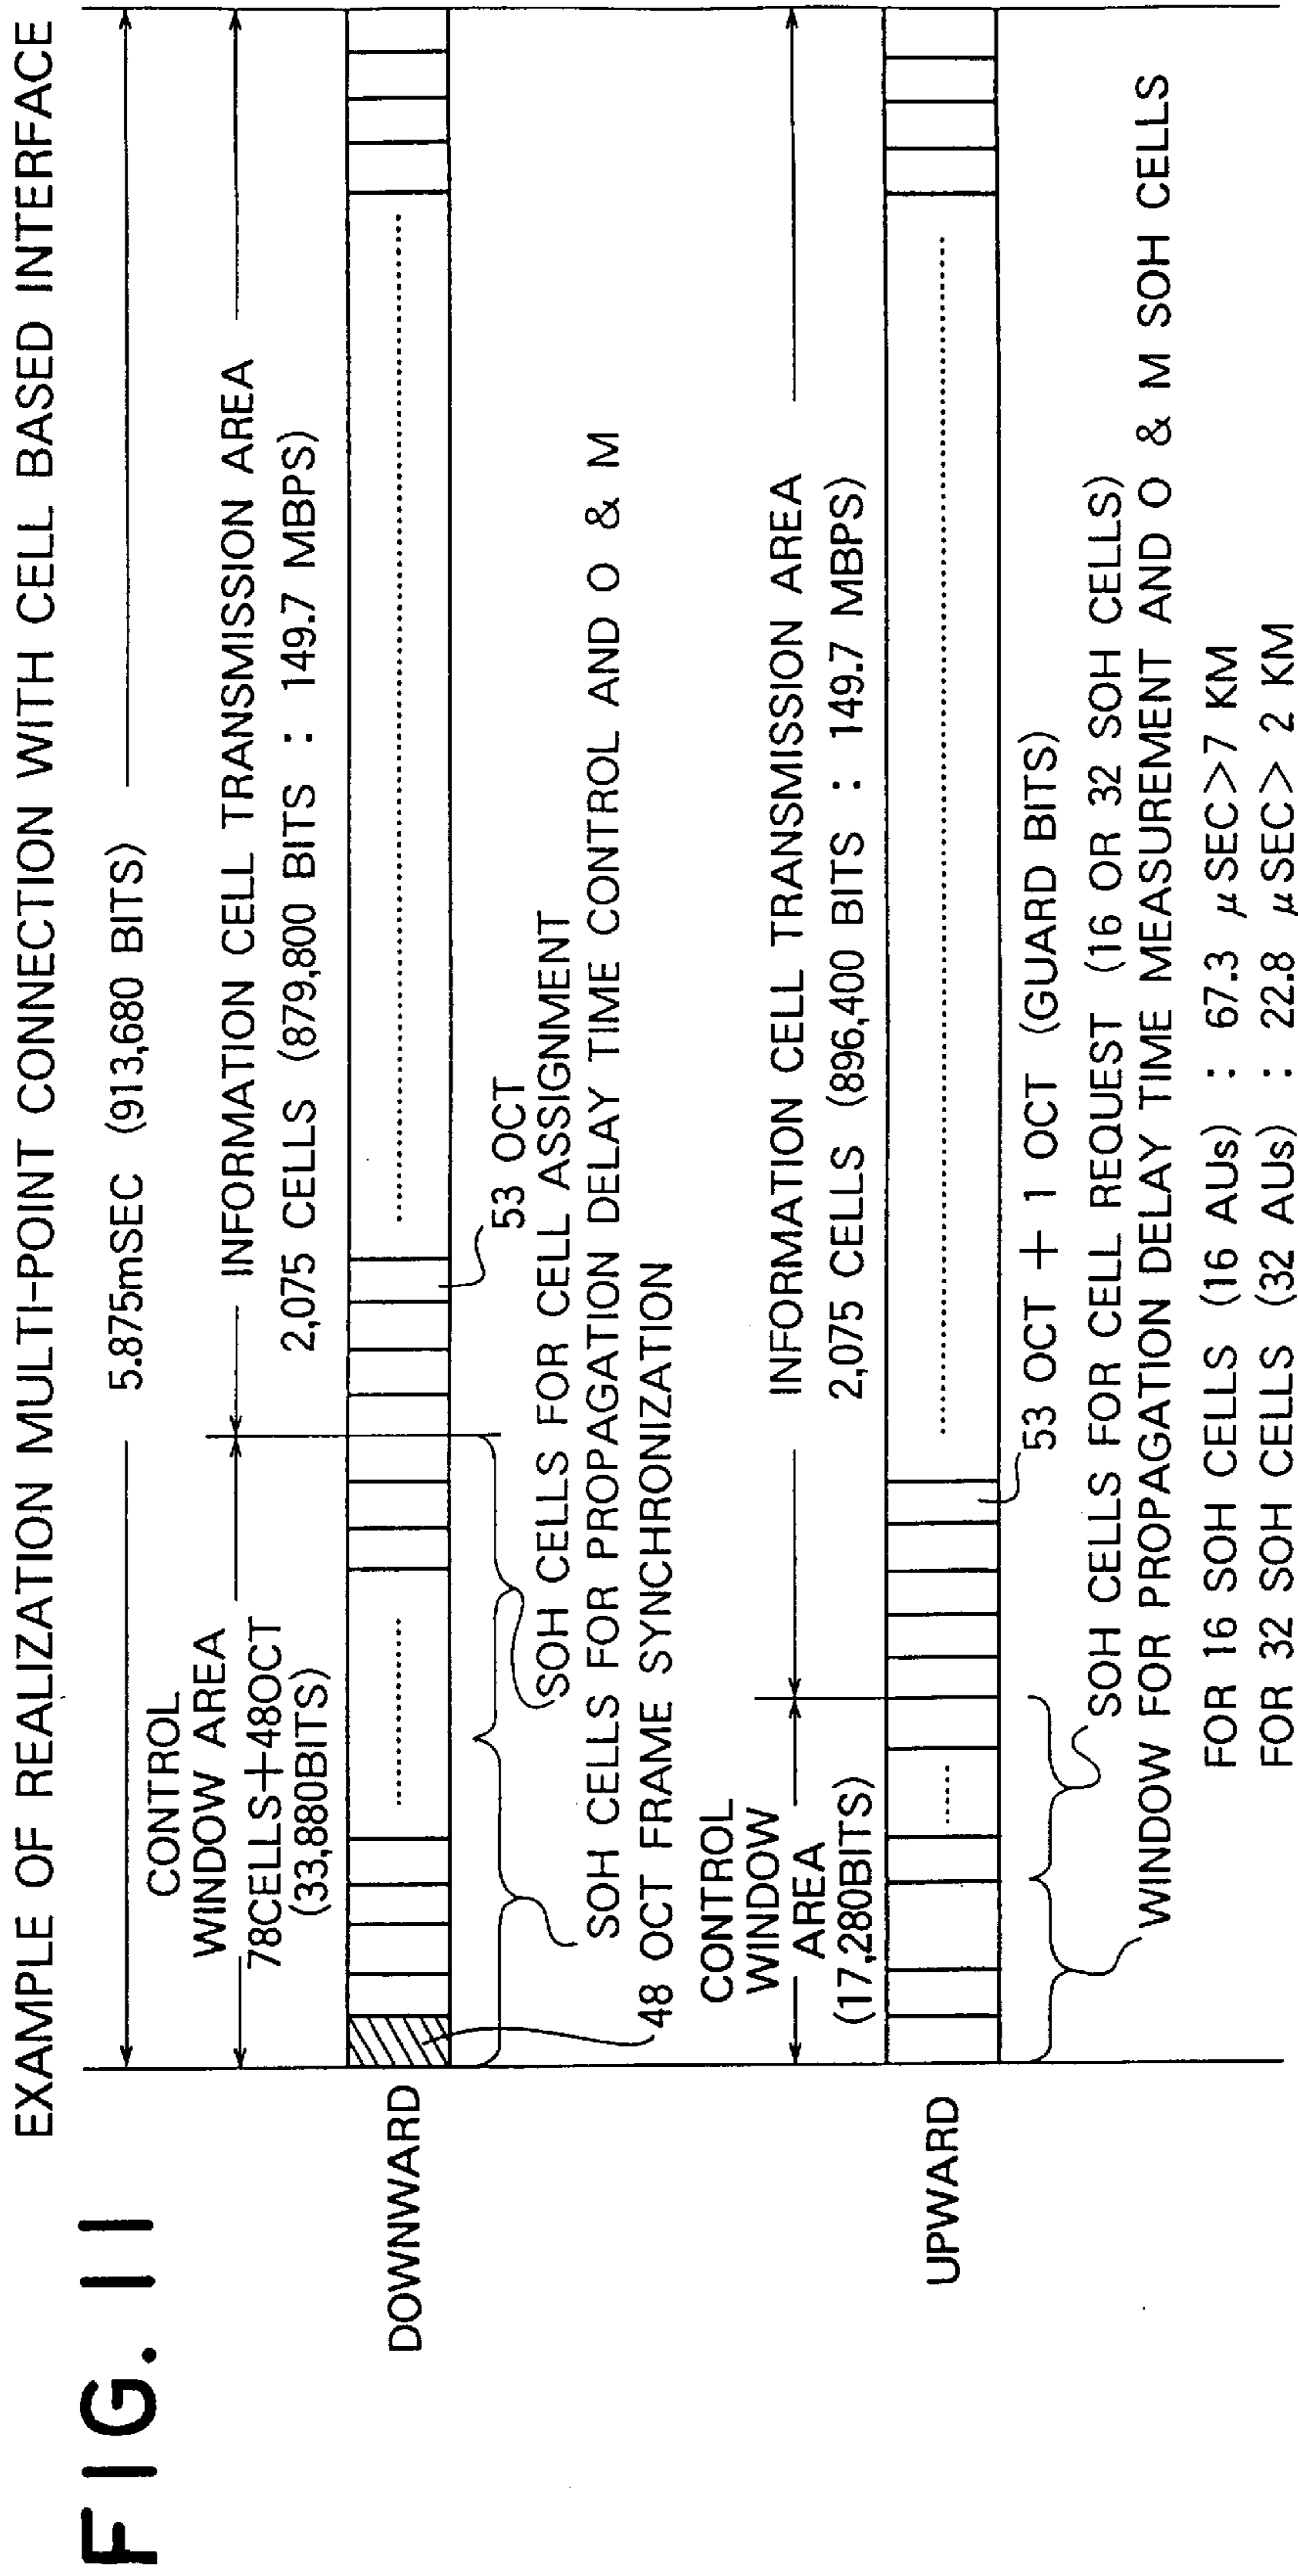 FIG. 11
EXAMPLE OF REALIZATION MULTI-POINT CONNECTION WITH CELL BASED INTERFACE
5.875mSEC (913,680 BITS)
CONTROL
WINDOW AREA
78CELLS+48OCT
(33,880BITS)
INFORMATION CELL TRANSMISSION AREA
2,075 CELLS (879,800 BITS : 149.7 MBPS)
DOWNWARD
53 OCT
SOH CELLS FOR CELL ASSIGNMENT
SOH CELLS FOR PROPAGATION DELAY TIME CONTROL AND O & M
48 OCT FRAME SYNCHRONIZATION
CONTROL
WINDOW
AREA
(17,280BITS)
INFORMATION CELL TRANSMISSION AREA
2,075 CELLS (896,400 BITS : 149.7 MBPS)
UPWARD
53 OCT + 1 OCT (GUARD BITS)
SOH CELLS FOR CELL REQUEST (16 OR 32 SOH CELLS)
WINDOW FOR PROPAGATION DELAY TIME MEASUREMENT AND O & M SOH CELLS
FOR 16 SOH CELLS (16 AUs) : 67.3 μSEC>7 KM
FOR 32 SOH CELLS (32 AUs) : 22.8 μSEC> 2 KM